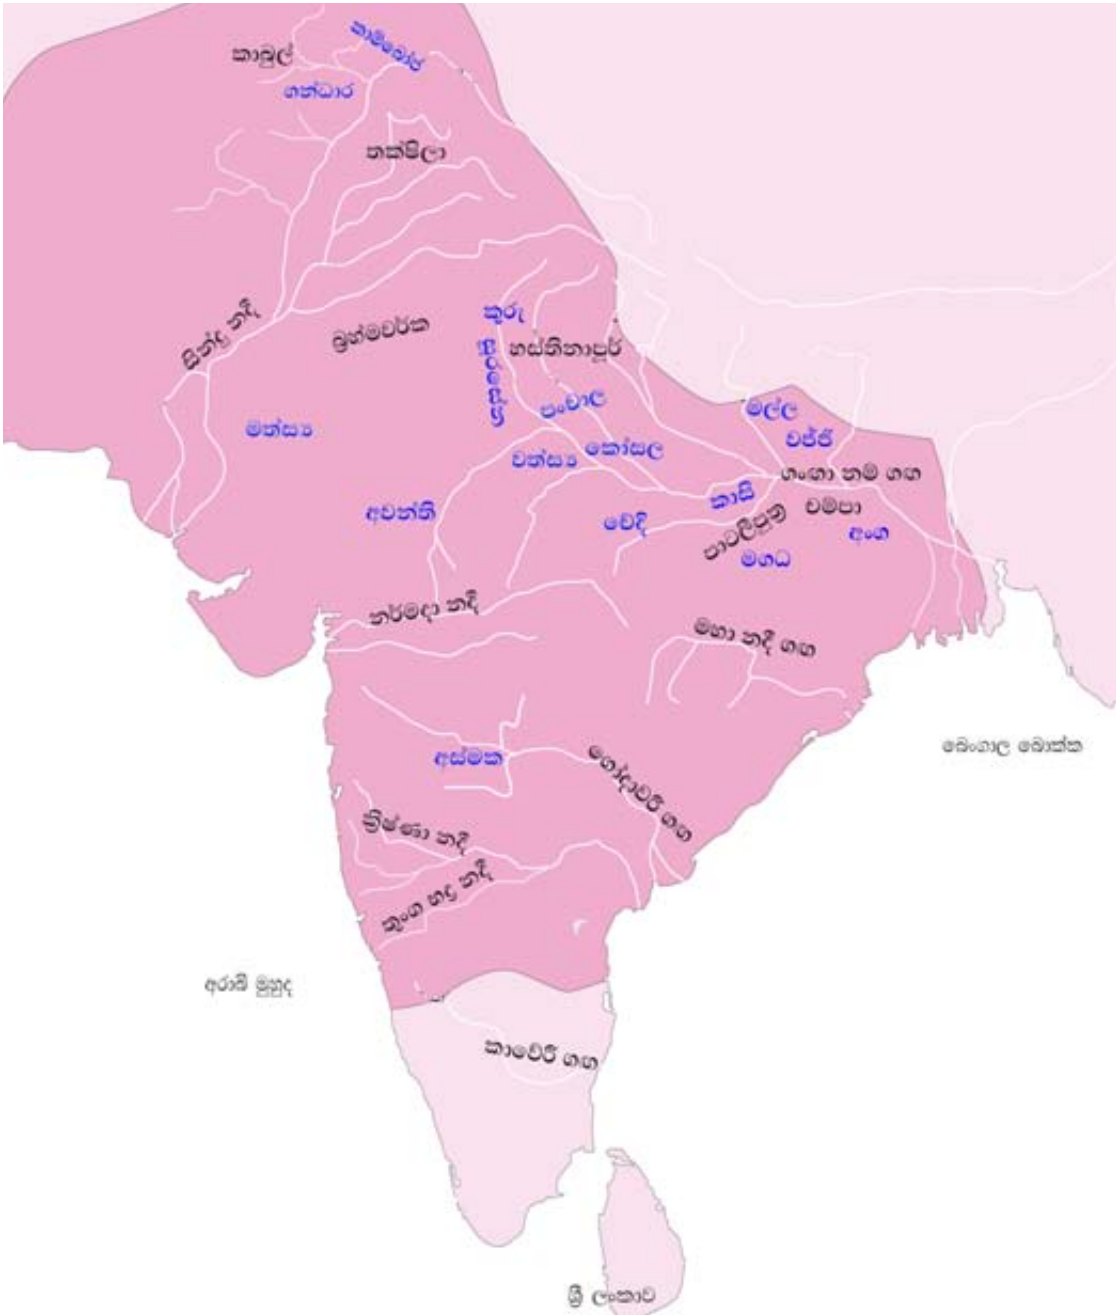 කාම්බෝජ
කාබුල්
ගන්ධාර
තක්ෂිලා
සින්දු නදී
බ්‍රහ්මවර්ත
කුරු
හස්තිනාපූර්
පංචාල
මල්ල
වජ්ජි
මත්ස්‍ය
වත්ස්‍ය
කෝසල
ගංඟා නම් ගඟ
කාසි
චම්පා
අවන්ති
චේදි
පාටලීපුත්‍ර
අංග
මගධ
නර්මදා නදී
මහා නදී ගඟ
බෙංගාල බොක්ක
අස්මක
ගෝදාවරී ගඟ
ක්‍රිෂ්ණා නදී
තුංග භද්‍ර නදී
අරාබි මුහුද
කාවේරී ගඟ
ශ්‍රී ලංකාව